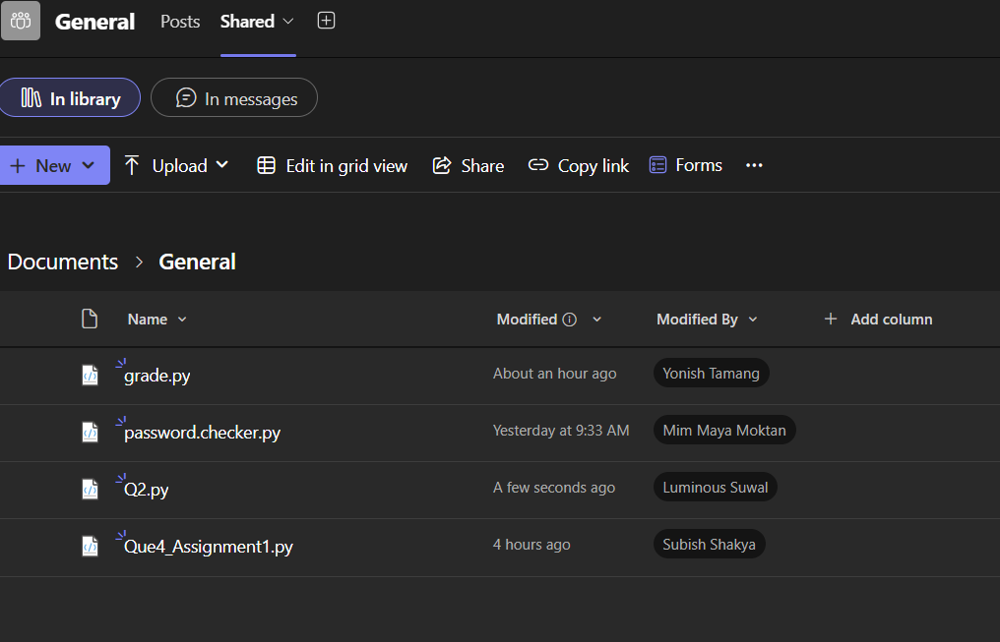 General Posts Shared
In library In messages
New Upload Edit in grid view Share Copy link Forms ···
Documents > General
Name Modified Modified By + Add column
grade.py About an hour ago Yonish Tamang
password.checker.py Yesterday at 9:33 AM Mim Maya Moktan
Q2.py A few seconds ago Luminous Suwal
Que4_Assignment1.py 4 hours ago Subish Shakya